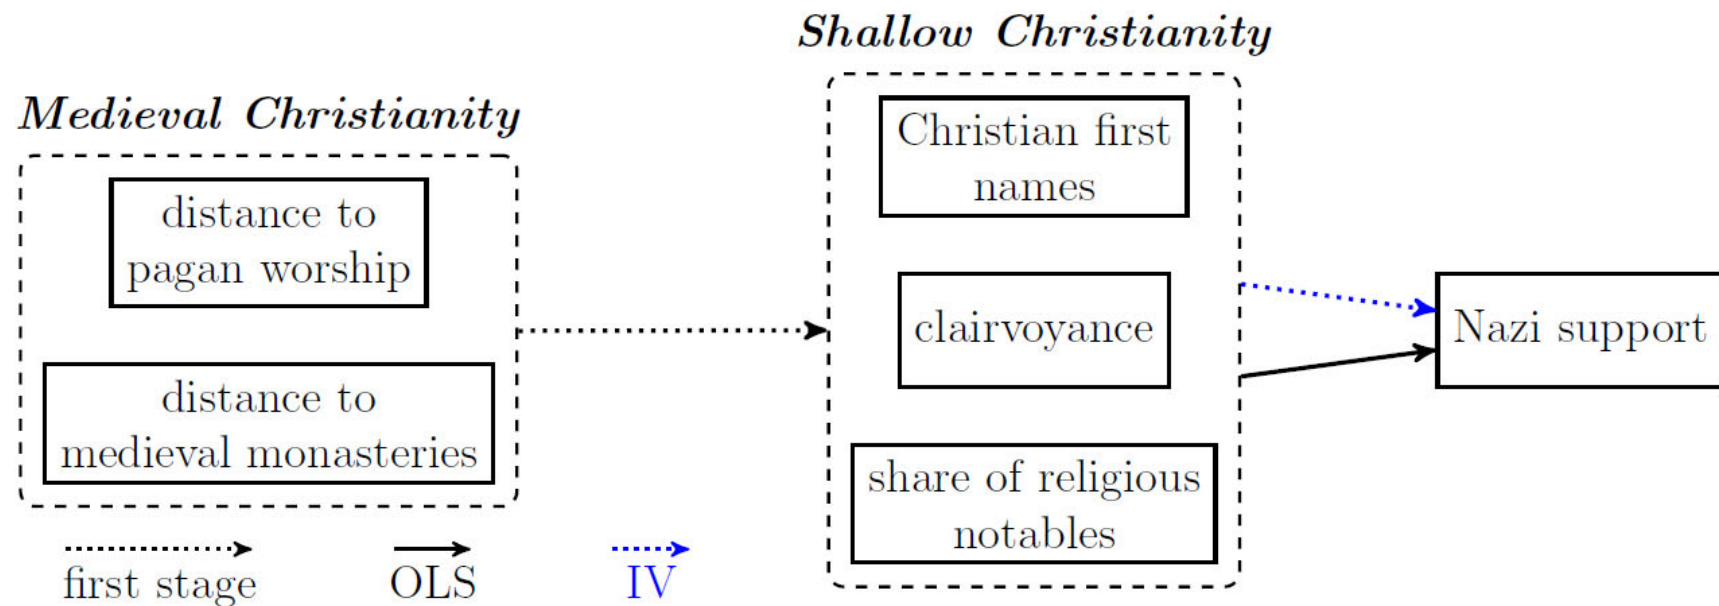 Medieval Christianity
distance to
pagan worship
distance to
medieval monasteries
Shallow Christianity
Christian first
names
clairvoyance
share of religious
notables
Nazi support
first stage
OLS
IV